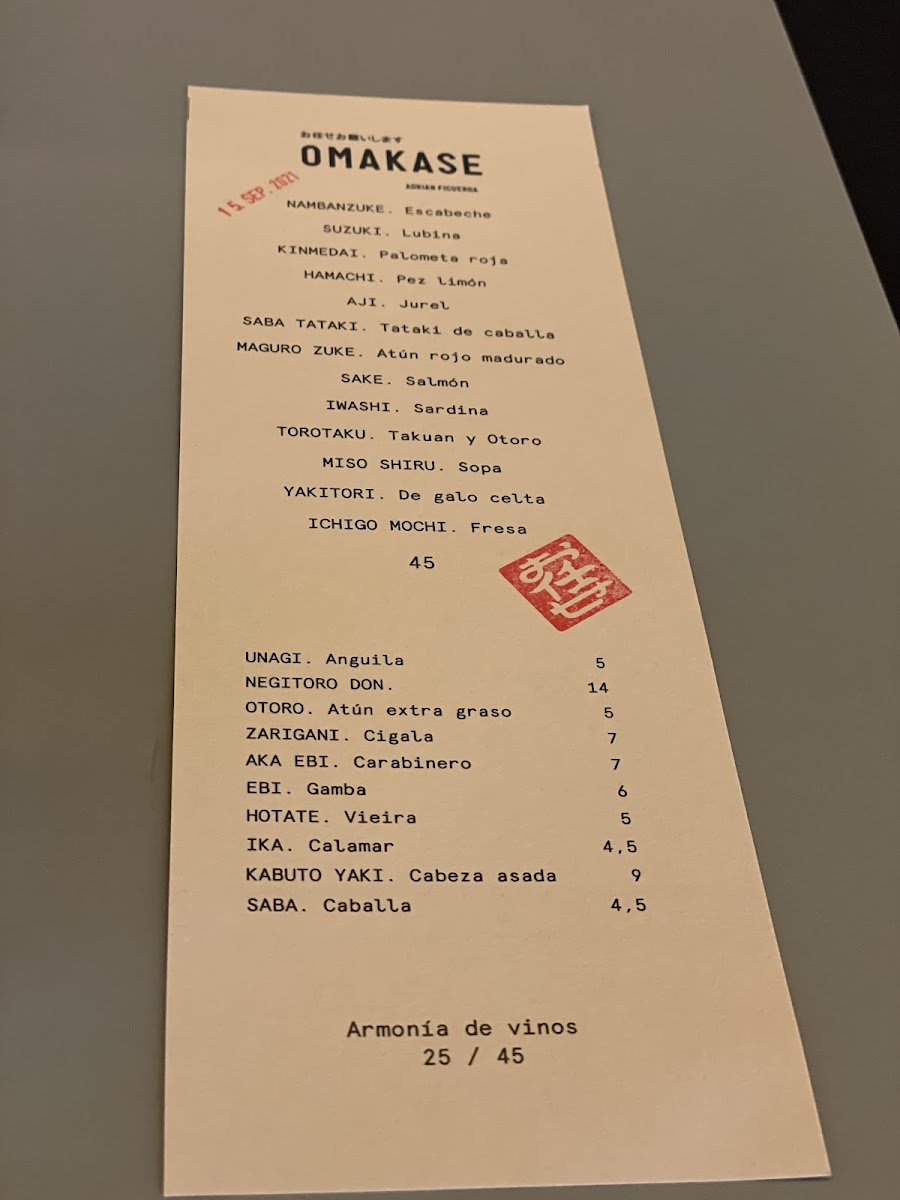 お任せお願いします
OMAKASE
ADRIAN FIGUEROA
15. SEP. 2021
NAMBANZUKE. Escabeche
SUZUKI. Lubina
KINMEDAI. Palometa roja
HAMACHI. Pez limón
AJI. Jurel
SABA TATAKI. Tataki de caballa
MAGURO ZUKE. Atún rojo madurado
SAKE. Salmón
IWASHI. Sardina
TOROTAKU. Takuan y Otoro
MISO SHIRU. Sopa
YAKITORI. De galo celta
ICHIGO MOCHI. Fresa
45
お任せ
UNAGI. Anguila 5
NEGITORO DON. 14
OTORO. Atún extra graso 5
ZARIGANI. Cigala 7
AKA EBI. Carabinero 7
EBI. Gamba 6
HOTATE. Vieira 5
IKA. Calamar 4,5
KABUTO YAKI. Cabeza asada 9
SABA. Caballa 4,5
Armonía de vinos
25 / 45